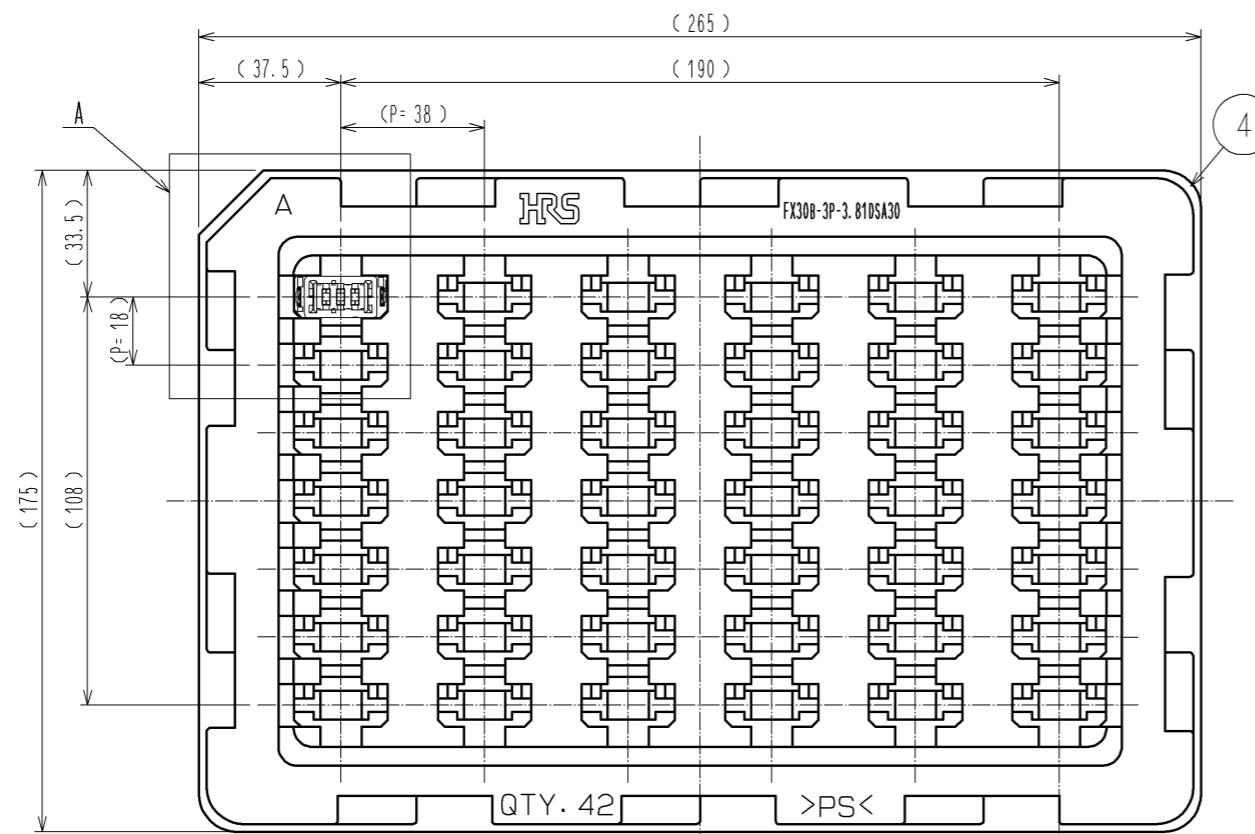 ( 265 )
( 37.5 )
( 190 )
(P= 38 )
A
4
( 33.5 )
A
HRS
FX30B-3P-3.81DSA30
(P= 18 )
( 175 )
( 108 )
QTY. 42
>PS<